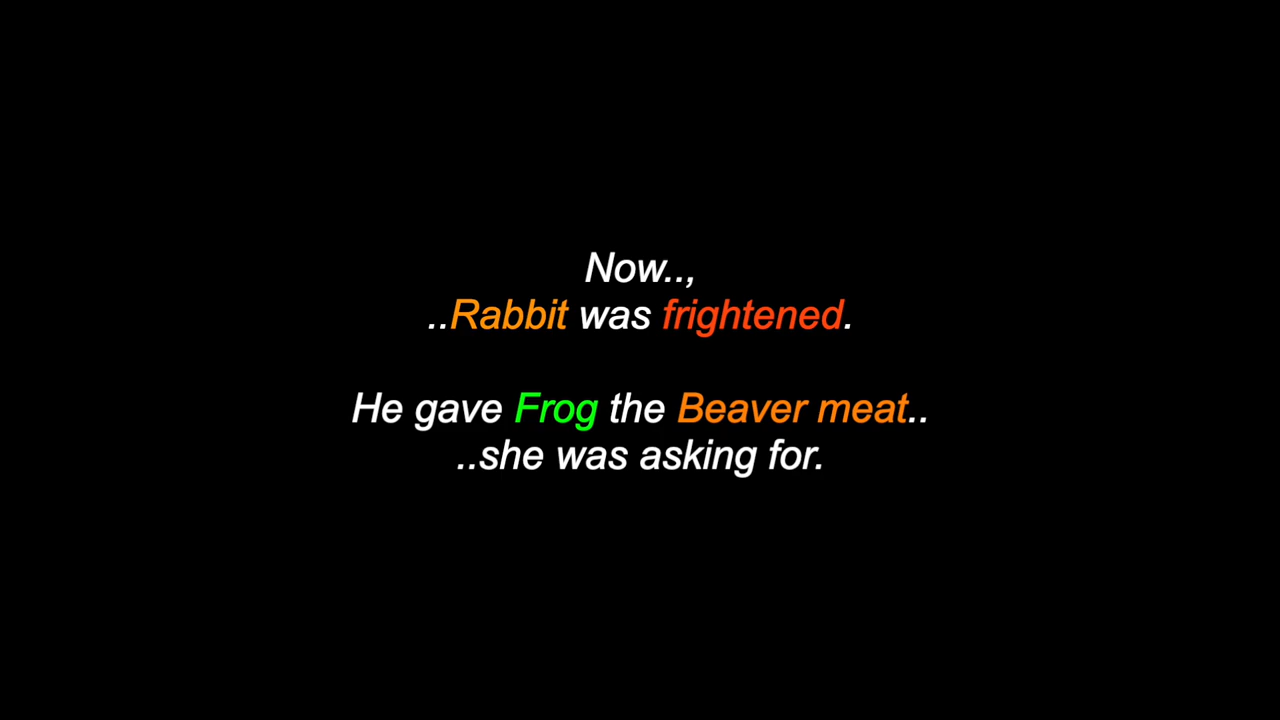 Now..,
..Rabbit was frightened.
He gave Frog the Beaver meat..
..she was asking for.